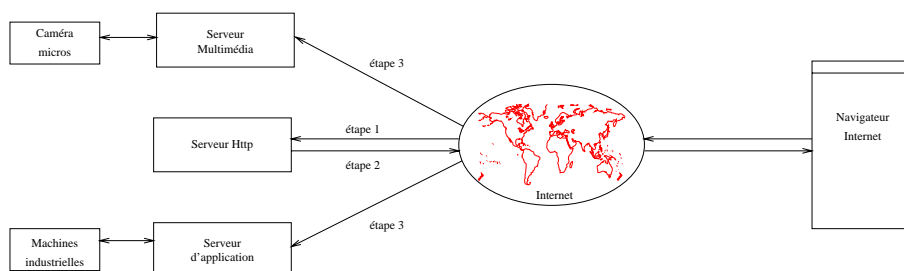 Caméra
micros
Serveur
Multimédia
étape 3
étape 1
Serveur Http
étape 2
Internet
Navigateur
Internet
étape 3
Machines
industrielles
Serveur
d'application